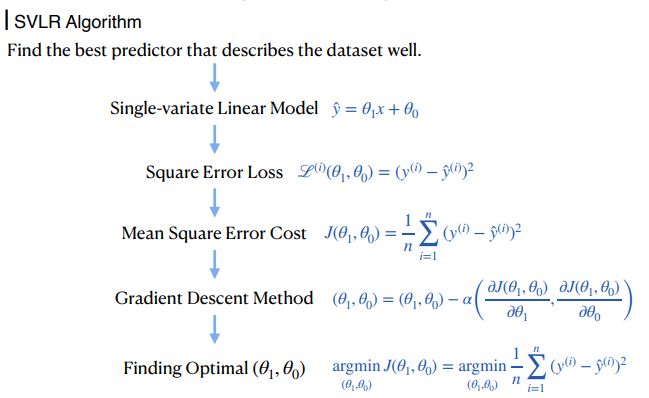 SVLR Algorithm
Find the best predictor that describes the dataset well.
Single-variate Linear Model ŷ = θ₁x + θ₀
Square Error Loss ℒ⁽ⁱ⁾(θ₁, θ₀) = (y⁽ⁱ⁾ − ŷ⁽ⁱ⁾)²
Mean Square Error Cost J(θ₁, θ₀) = 1/n ∑ᵢ₌₁ⁿ (y⁽ⁱ⁾ − ŷ⁽ⁱ⁾)²
Gradient Descent Method (θ₁, θ₀) = (θ₁, θ₀) − α(∂J(θ₁, θ₀)/∂θ₁, ∂J(θ₁, θ₀)/∂θ₀)
Finding Optimal (θ₁, θ₀) argmin J(θ₁, θ₀) = argmin 1/n ∑ᵢ₌₁ⁿ (y⁽ⁱ⁾ − ŷ⁽ⁱ⁾)²
(θ₁,θ₀) (θ₁,θ₀)